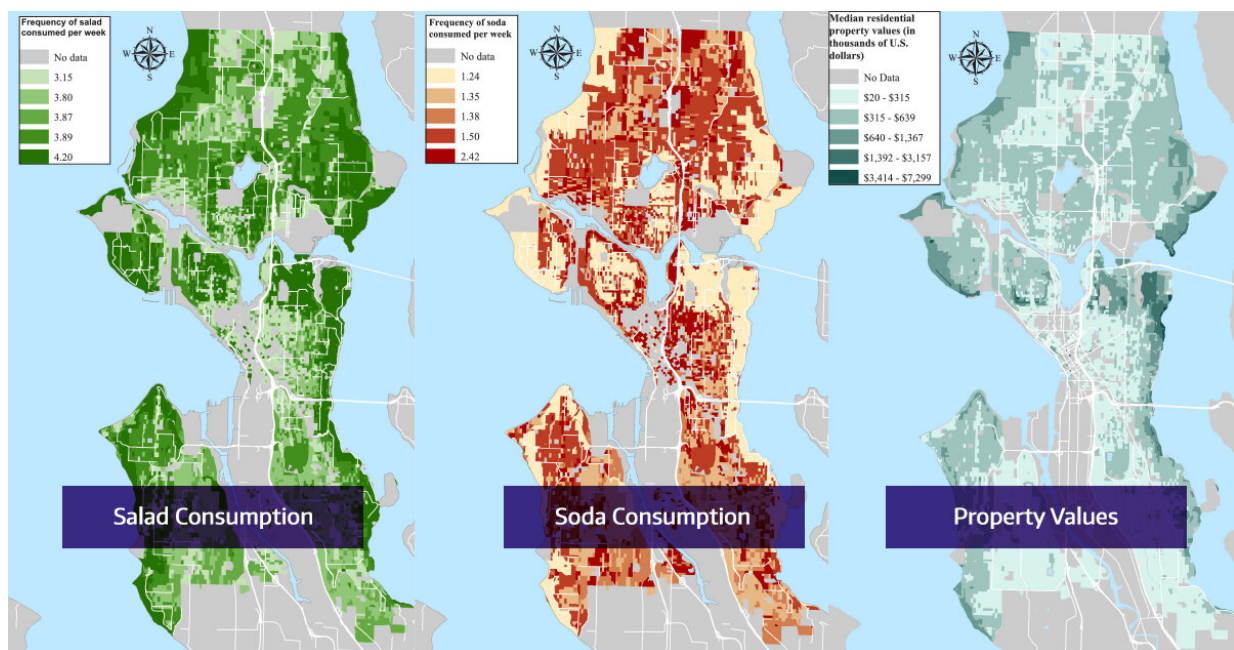 Frequency of salad
consumed per week
No data
3.15
3.80
3.87
3.89
4.20
N
W
E
S
Salad Consumption
Frequency of soda
consumed per week
No data
1.24
1.35
1.38
1.50
2.42
N
W
E
S
Soda Consumption
Median residential
property values (in
thousands of U.S.
dollars)
No Data
$20 - $315
$315 - $639
$640 - $1,367
$1,392 - $3,157
$3,414 - $7,299
N
W
E
S
Property Values